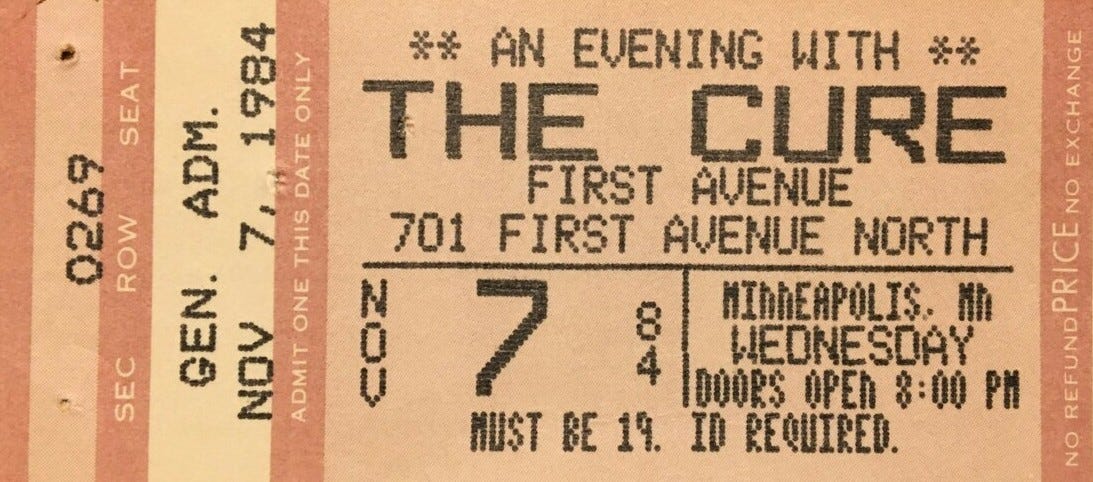 0269
SEC ROW SEAT
GEN. ADM.
NOV 7, 1984
ADMIT ONE THIS DATE ONLY
** AN EVENING WITH **
THE CURE
FIRST AVENUE
701 FIRST AVENUE NORTH
NOV 7 84
MINNEAPOLIS, MN
WEDNESDAY
DOORS OPEN 8:00 PM
MUST BE 19. ID REQUIRED.
NO REFUND PRICE NO EXCHANGE